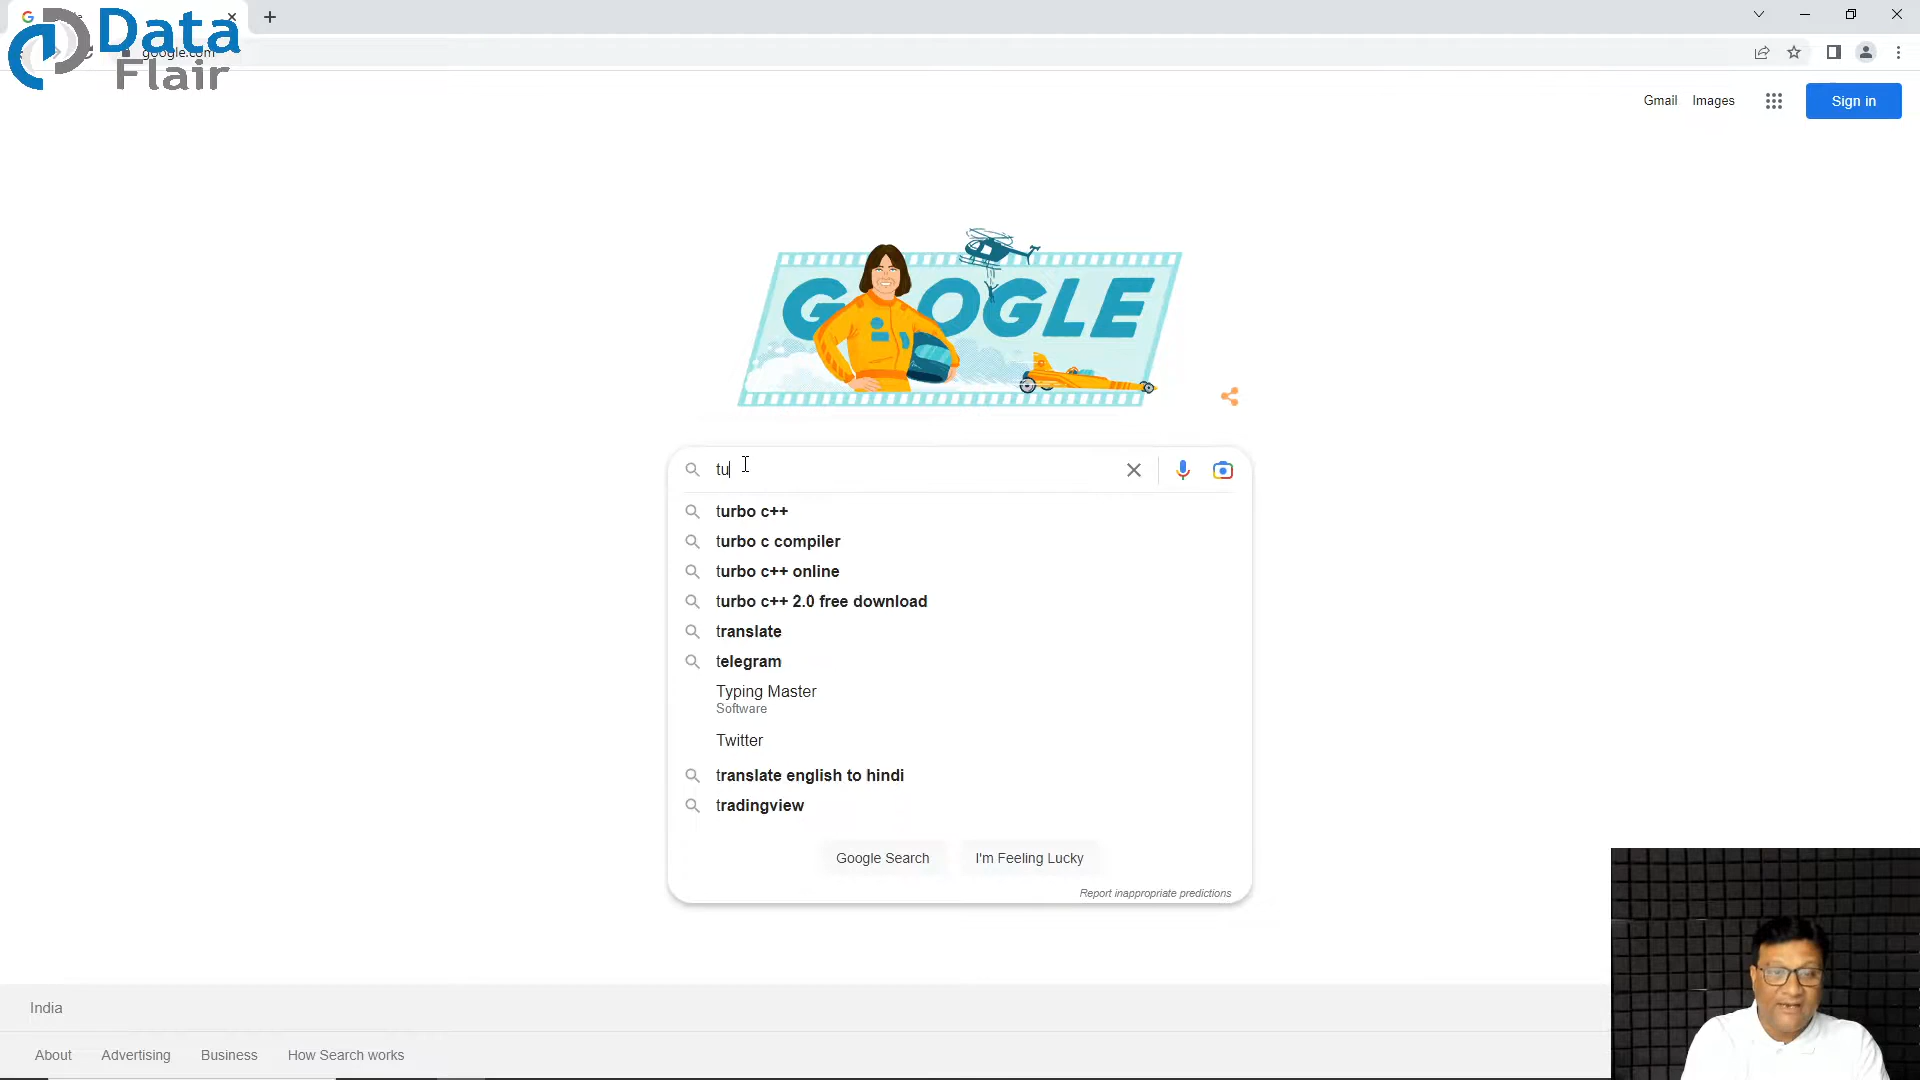 Data
Flair
google.com
Gmail Images Sign in
GOOGLE
tu
turbo c++
turbo c compiler
turbo c++ online
turbo c++ 2.0 free download
translate
telegram
Typing Master
Software
Twitter
translate english to hindi
tradingview
Google Search I'm Feeling Lucky
Report inappropriate predictions
India
About Advertising Business How Search works